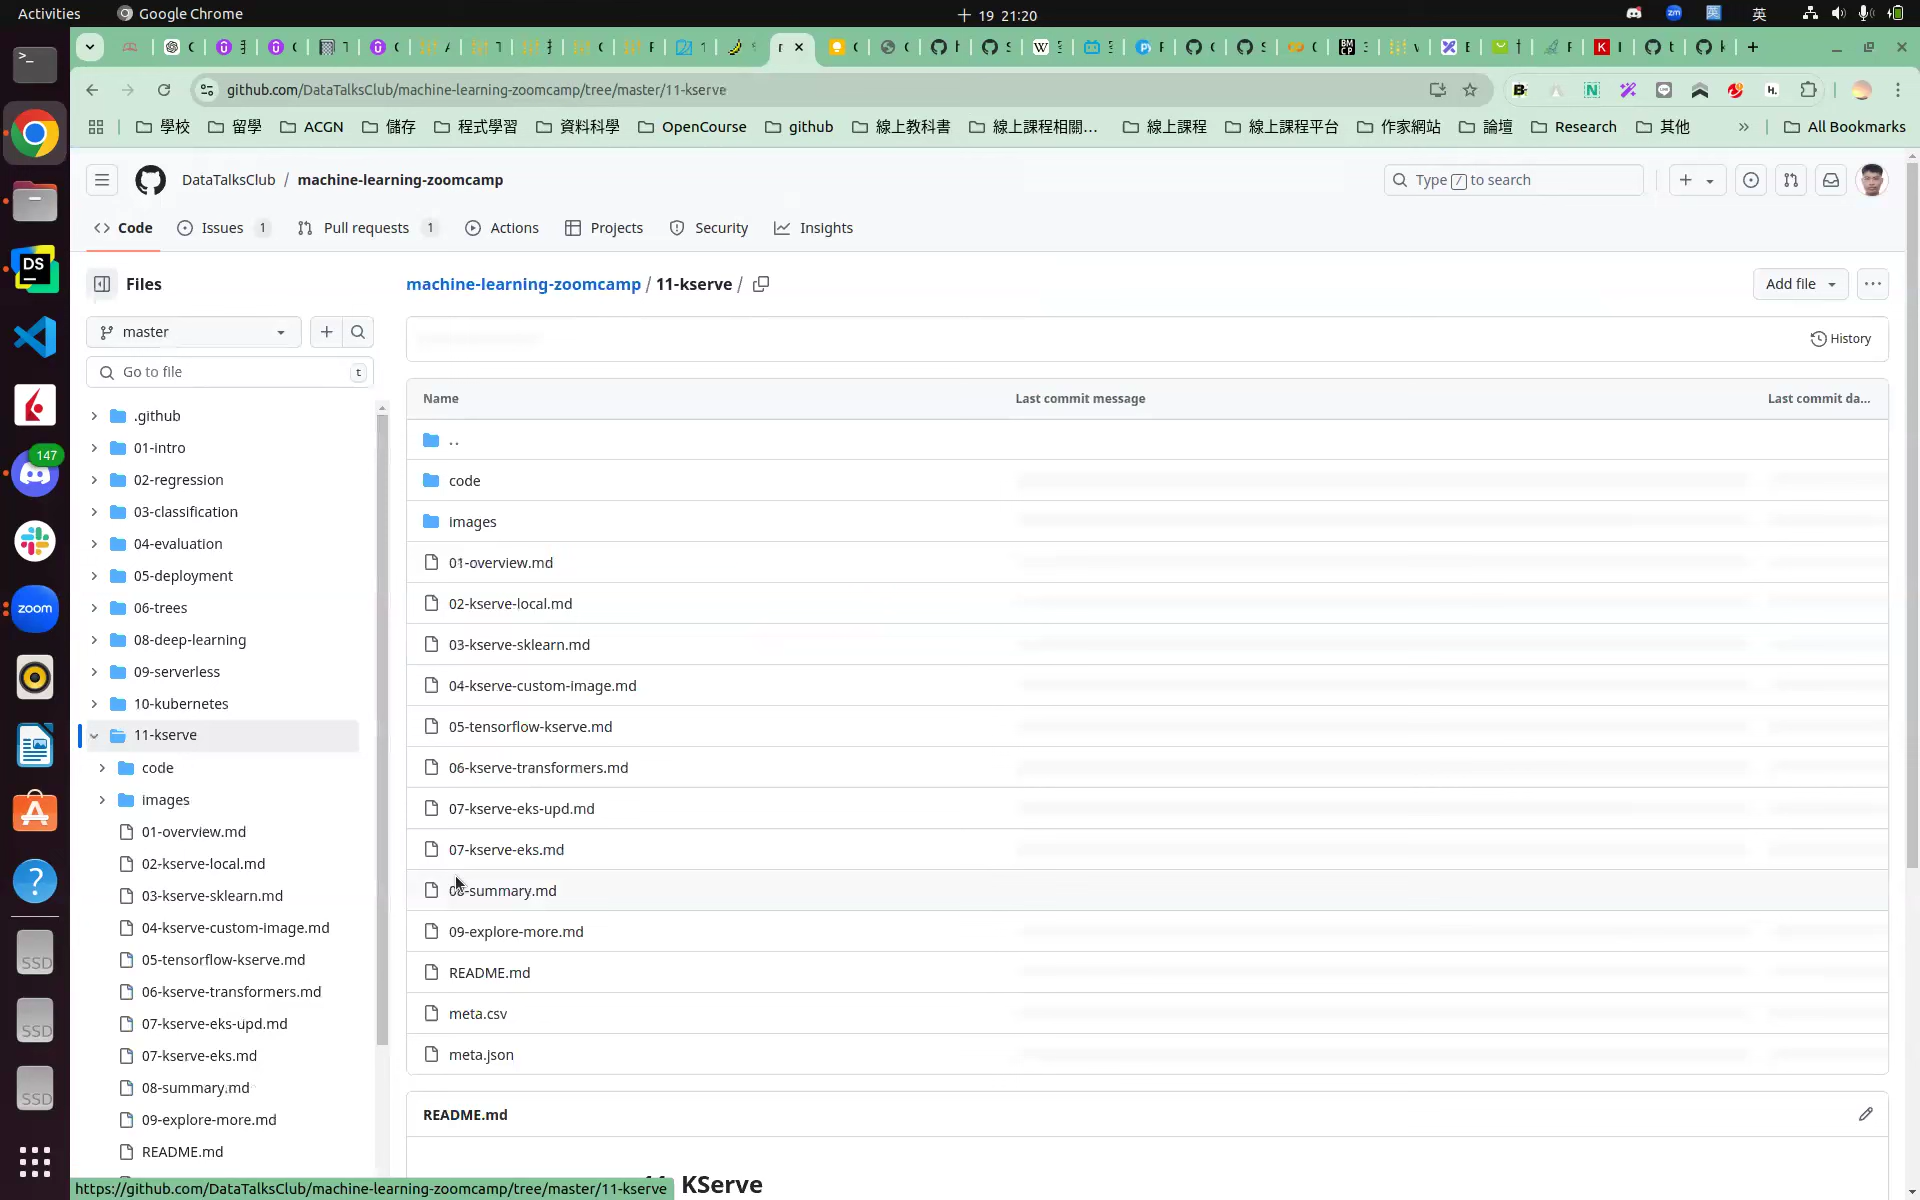 Activities
Google Chrome
19 21:20
英
github.com/DataTalksClub/machine-learning-zoomcamp/tree/master/11-kserve
學校
留學
ACGN
儲存
程式學習
資料科學
OpenCourse
github
線上教科書
線上課程相關...
線上課程
線上課程平台
作家網站
論壇
Research
其他
All Bookmarks
DataTalksClub / machine-learning-zoomcamp
Type / to search
Code
Issues 1
Pull requests 1
Actions
Projects
Security
Insights
Files
machine-learning-zoomcamp / 11-kserve /
Add file
master
Go to file
t
History
Name
Last commit message
Last commit da...
.github
01-intro
02-regression
03-classification
04-evaluation
05-deployment
06-trees
08-deep-learning
09-serverless
10-kubernetes
11-kserve
code
images
01-overview.md
02-kserve-local.md
03-kserve-sklearn.md
04-kserve-custom-image.md
05-tensorflow-kserve.md
06-kserve-transformers.md
07-kserve-eks-upd.md
07-kserve-eks.md
08-summary.md
09-explore-more.md
README.md
..
code
images
01-overview.md
02-kserve-local.md
03-kserve-sklearn.md
04-kserve-custom-image.md
05-tensorflow-kserve.md
06-kserve-transformers.md
07-kserve-eks-upd.md
07-kserve-eks.md
08-summary.md
09-explore-more.md
README.md
meta.csv
meta.json
README.md
KServe
https://github.com/DataTalksClub/machine-learning-zoomcamp/tree/master/11-kserve
DS
147
zoom
SSD
SSD
SSD